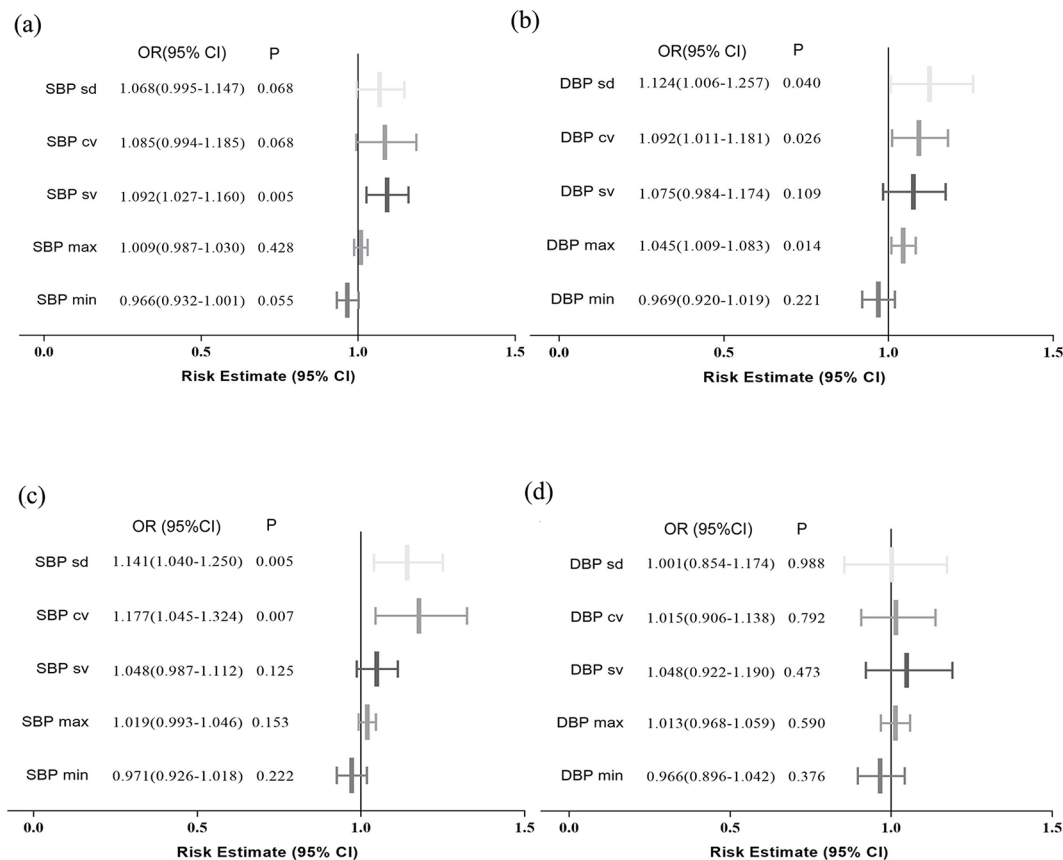 (a)
OR(95% CI) P
SBP sd 1.068(0.995-1.147) 0.068
SBP cv 1.085(0.994-1.185) 0.068
SBP sv 1.092(1.027-1.160) 0.005
SBP max 1.009(0.987-1.030) 0.428
SBP min 0.966(0.932-1.001) 0.055
0.0 0.5 1.0 1.5
Risk Estimate (95% CI)
(b)
OR(95% CI) P
DBP sd 1.124(1.006-1.257) 0.040
DBP cv 1.092(1.011-1.181) 0.026
DBP sv 1.075(0.984-1.174) 0.109
DBP max 1.045(1.009-1.083) 0.014
DBP min 0.969(0.920-1.019) 0.221
0.0 0.5 1.0 1.5
Risk Estimate (95% CI)
(c)
OR (95%CI) P
SBP sd 1.141(1.040-1.250) 0.005
SBP cv 1.177(1.045-1.324) 0.007
SBP sv 1.048(0.987-1.112) 0.125
SBP max 1.019(0.993-1.046) 0.153
SBP min 0.971(0.926-1.018) 0.222
0.0 0.5 1.0 1.5
Risk Estimate (95% CI)
(d)
OR (95%CI) P
DBP sd 1.001(0.854-1.174) 0.988
DBP cv 1.015(0.906-1.138) 0.792
DBP sv 1.048(0.922-1.190) 0.473
DBP max 1.013(0.968-1.059) 0.590
DBP min 0.966(0.896-1.042) 0.376
0.0 0.5 1.0 1.5
Risk Estimate (95% CI)